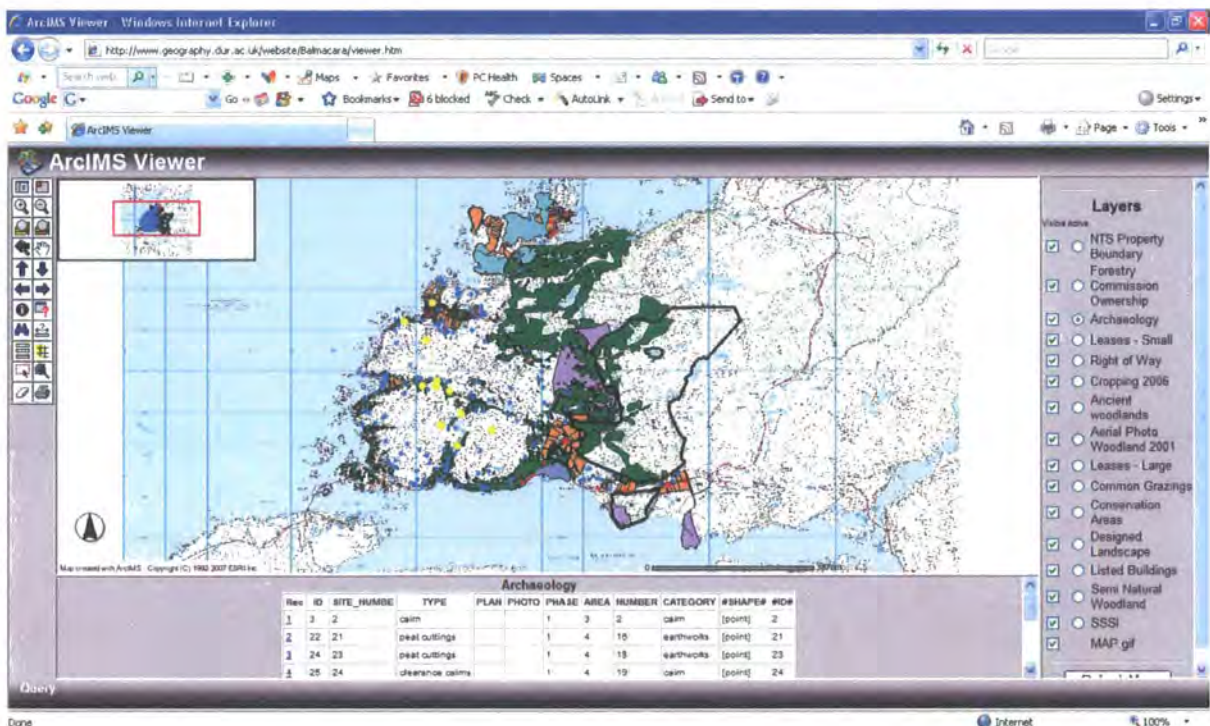 ArcIMS Viewer - Windows Internet Explorer
http://www.geography.dur.ac.uk/website/Balmacara/viewer.htm
Search web Maps Favorites PC Health Spaces
Google Go Bookmarks 6 blocked Check AutoLink Send to Settings
ArcIMS Viewer Page Tools
ArcIMS Viewer
Layers
Visible Active
NTS Property
Boundary
Forestry
Commission
Ownership
Archaeology
Leases - Small
Right of Way
Cropping 2006
Ancient
woodlands
Aerial Photo
Woodland 2001
Leases - Large
Common Grazings
Conservation
Areas
Designed
Landscape
Listed Buildings
Semi Natural
Woodland
SSSI
MAP.gif
Map created with ArcIMS - Copyright (C) 1992-2007 ESRI Inc.
0
Archaeology
Rec ID SITE_NUMBE TYPE PLAN PHOTO PHASE AREA NUMBER CATEGORY #SHAPE# #ID#
1 3 2 cairn 1 3 2 cairn [point] 2
2 22 21 peat cuttings 1 4 16 earthworks [point] 21
3 24 23 peat cuttings 1 4 18 earthworks [point] 23
4 25 24 clearance cairns 1 4 19 cairn [point] 24
Query
Done Internet 100%